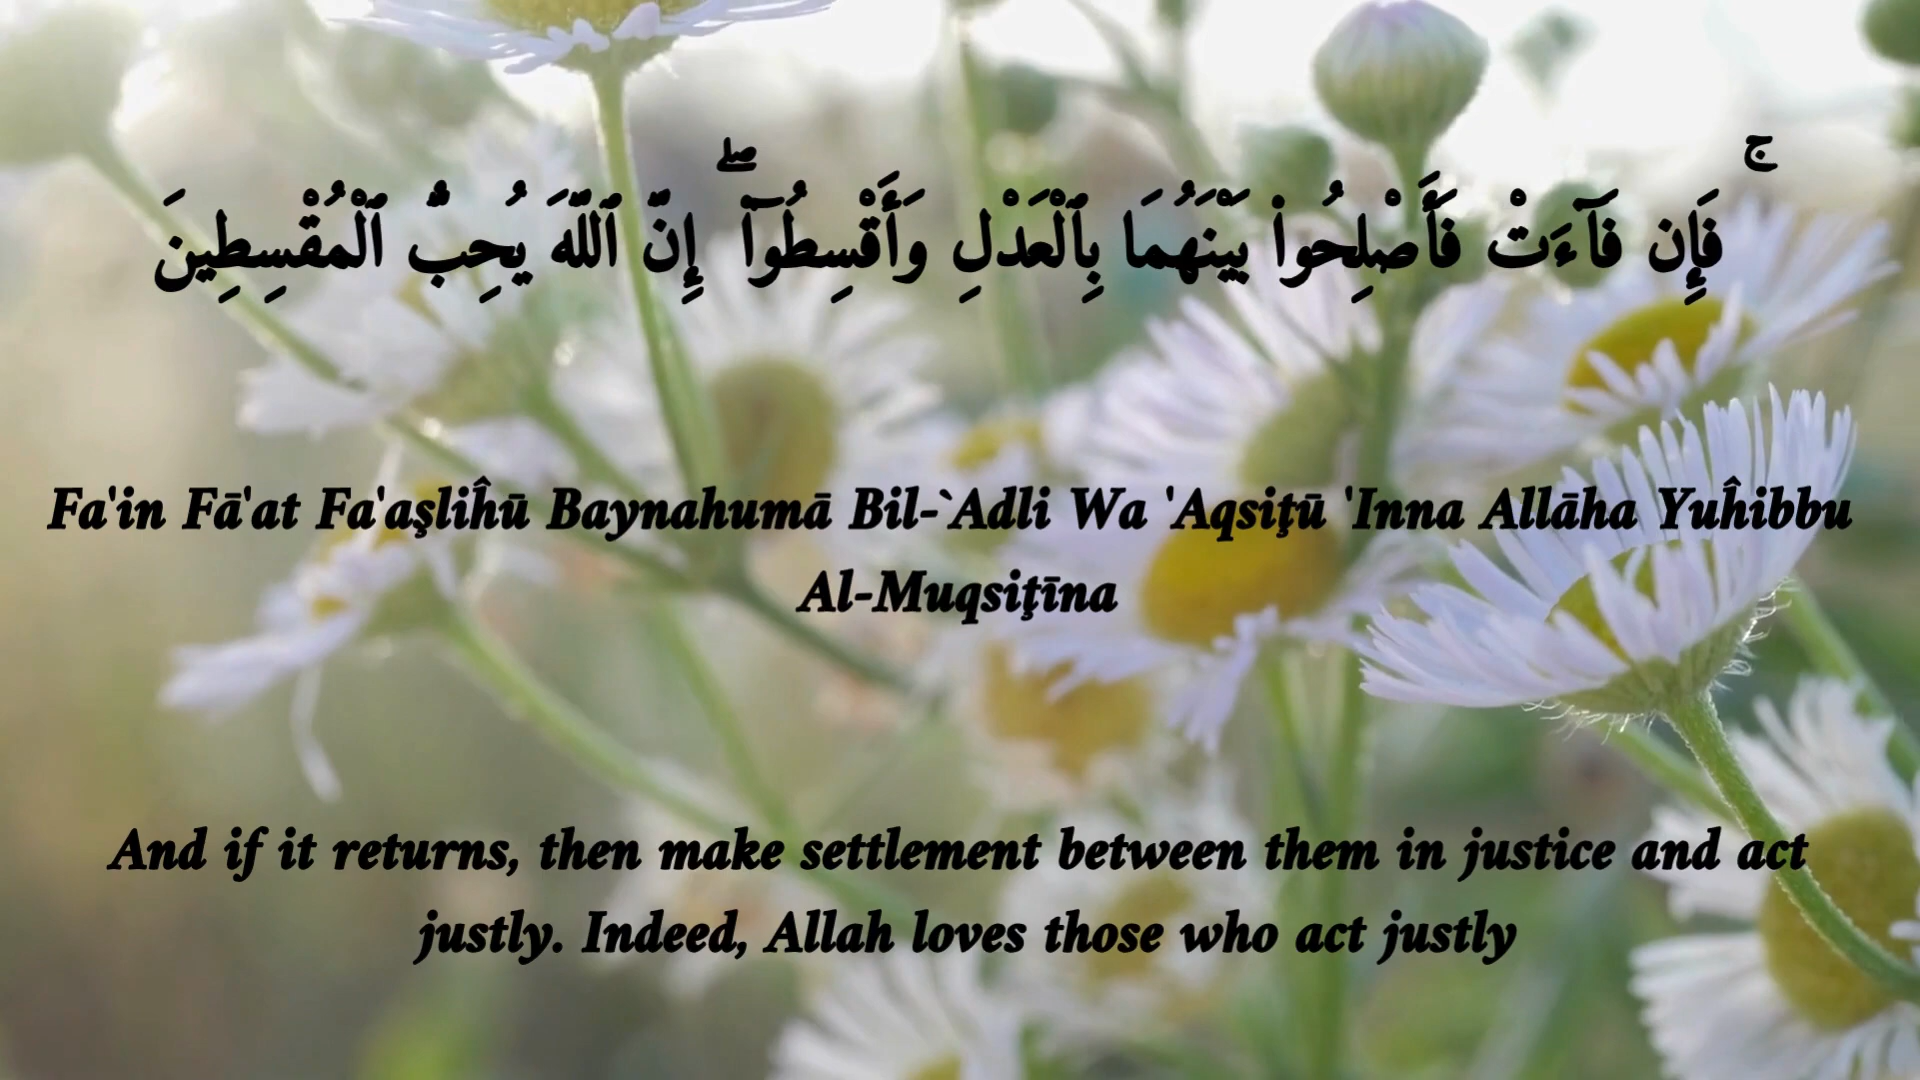 ۚ فَإِن فَآءَتْ فَأَصْلِحُوا۟ بَيْنَهُمَا بِٱلْعَدْلِ وَأَقْسِطُوٓا۟ ۖ إِنَّ ٱللَّهَ يُحِبُّ ٱلْمُقْسِطِينَ
Fa'in Fā'at Fa'aşliĥū Baynahumā Bil-`Adli Wa 'Aqsiţū 'Inna Allāha Yuĥibbu
Al-Muqsiţīna
And if it returns, then make settlement between them in justice and act
justly. Indeed, Allah loves those who act justly